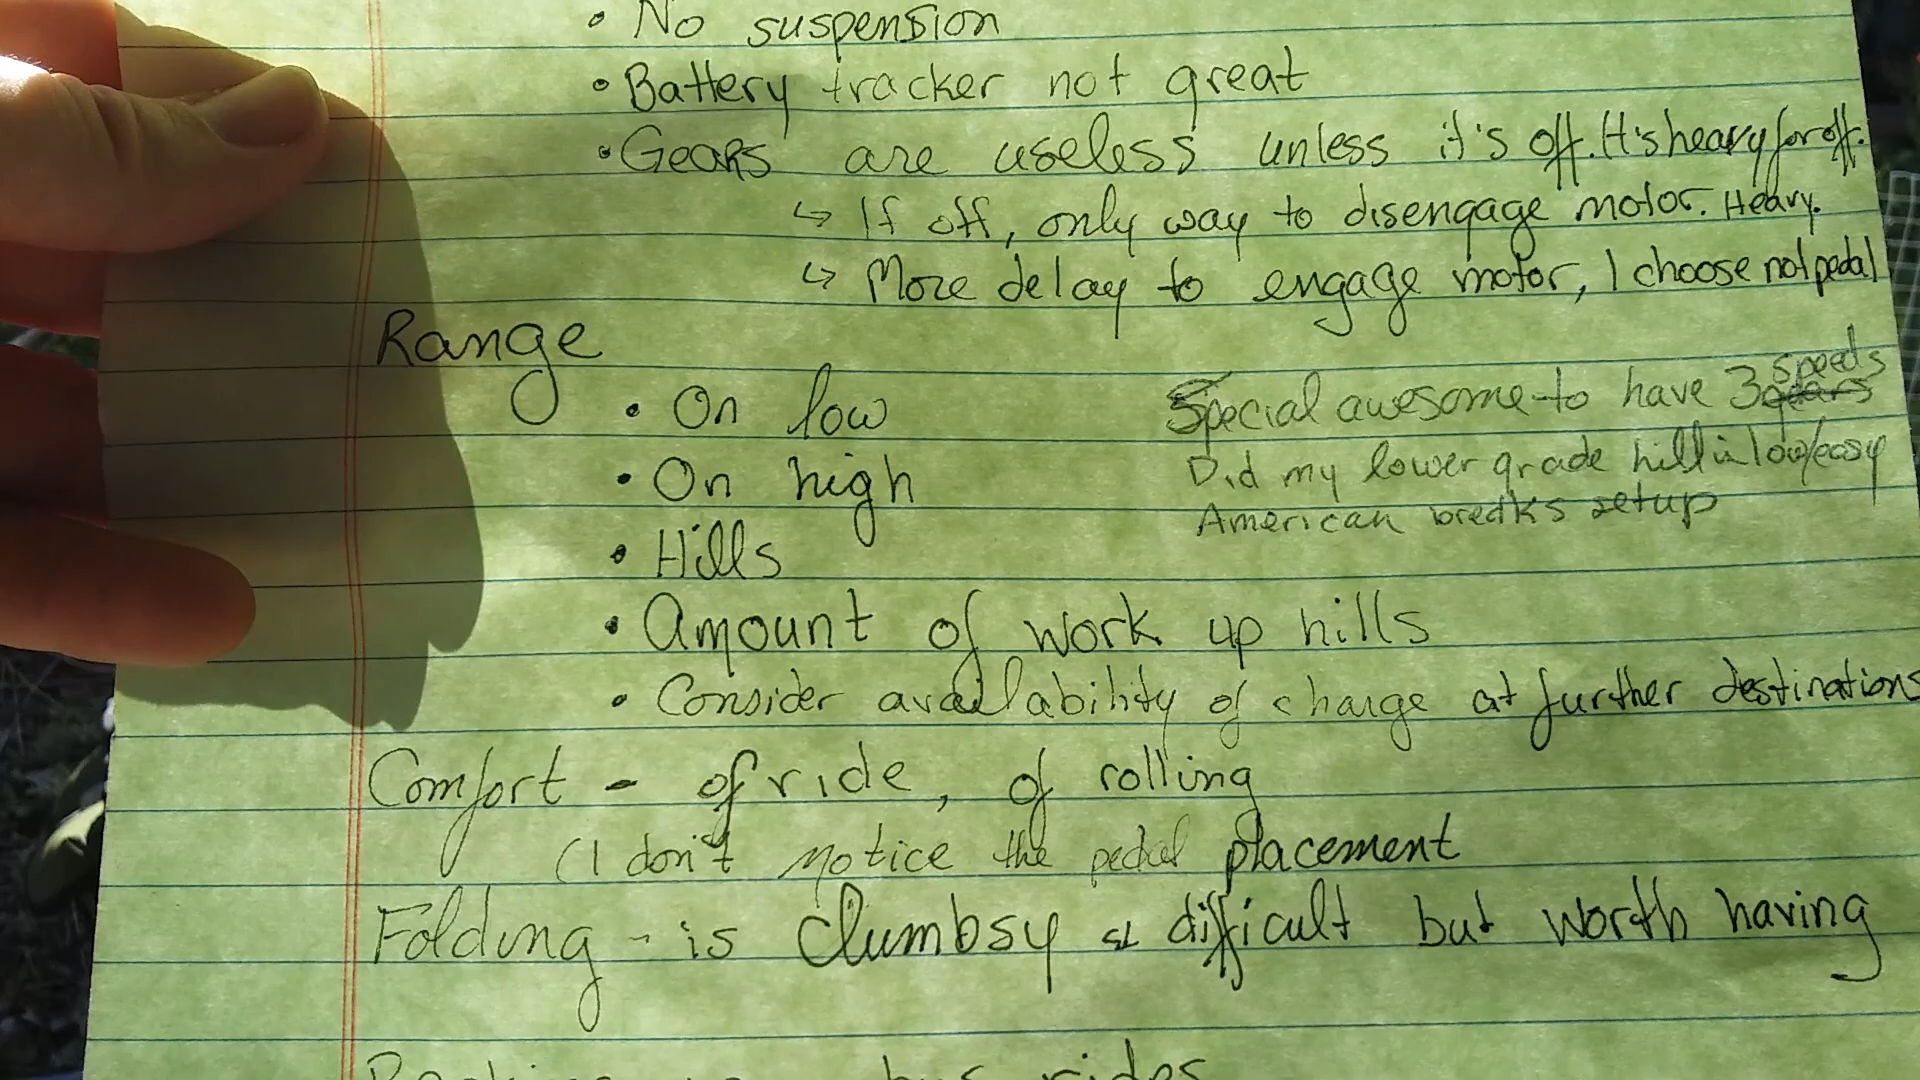 • No suspension
• Battery tracker not great
• Gears are useless unless it's off. It's heavy for off.
↳ If off, only way to disengage motor. Heavy.
↳ More delay to engage motor, I choose not pedal
Range
• On low
• On high
• Hills
• Amount of work up hills
• Consider availability of charge at further destinations
Special awesome to have 3 gears speeds
Did my lower grade hill in low/easy
American breaks setup
Comfort - of ride, of rolling
(I don't notice the pedal placement
Folding - is clumbsy & difficult but worth having
bus rides